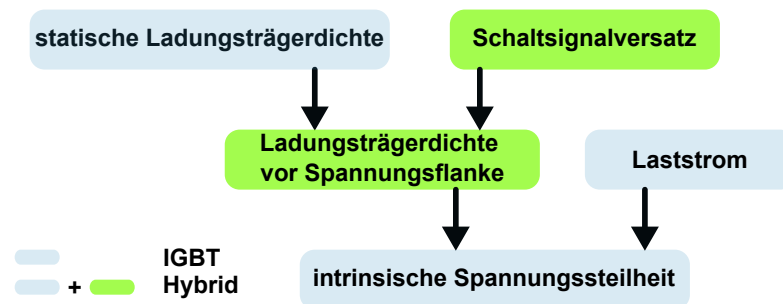 statische Ladungsträgerdichte
Schaltsignalversatz
Ladungsträgerdichte
vor Spannungsflanke
Laststrom
intrinsische Spannungssteilheit
IGBT
+ Hybrid